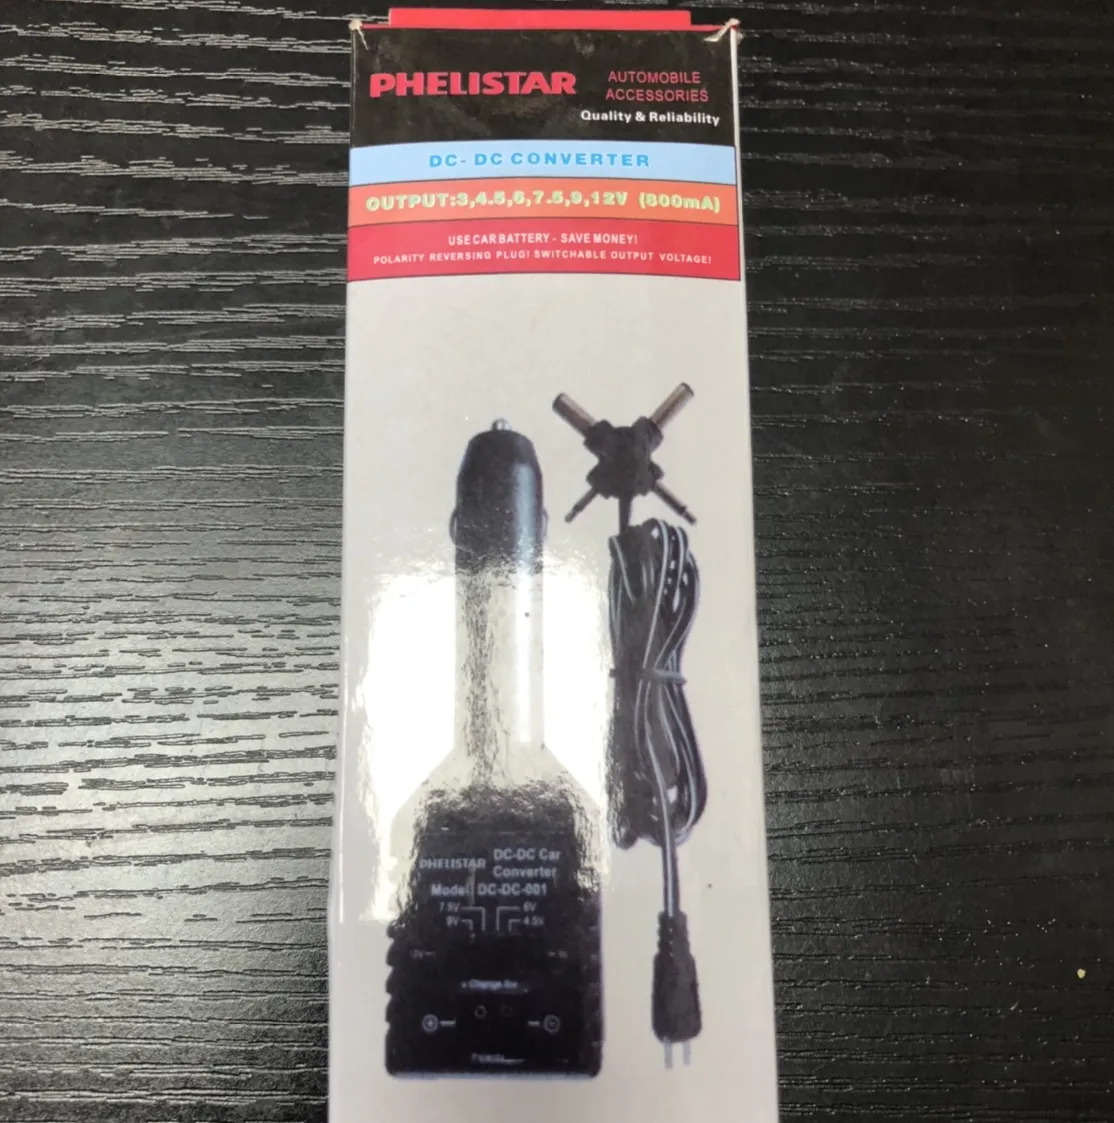 PHELISTAR
AUTOMOBILE
ACCESSORIES
Quality & Reliability
DC- DC CONVERTER
OUTPUT:3,4.5,6,7.5,9,12V (800mA)
USE CAR BATTERY - SAVE MONEY!
POLARITY REVERSING PLUG! SWITCHABLE OUTPUT VOLTAGE!
PHELISTAR DC-DC Car
Converter
Model: DC-DC-001
7.5V 6V
9V 4.5V